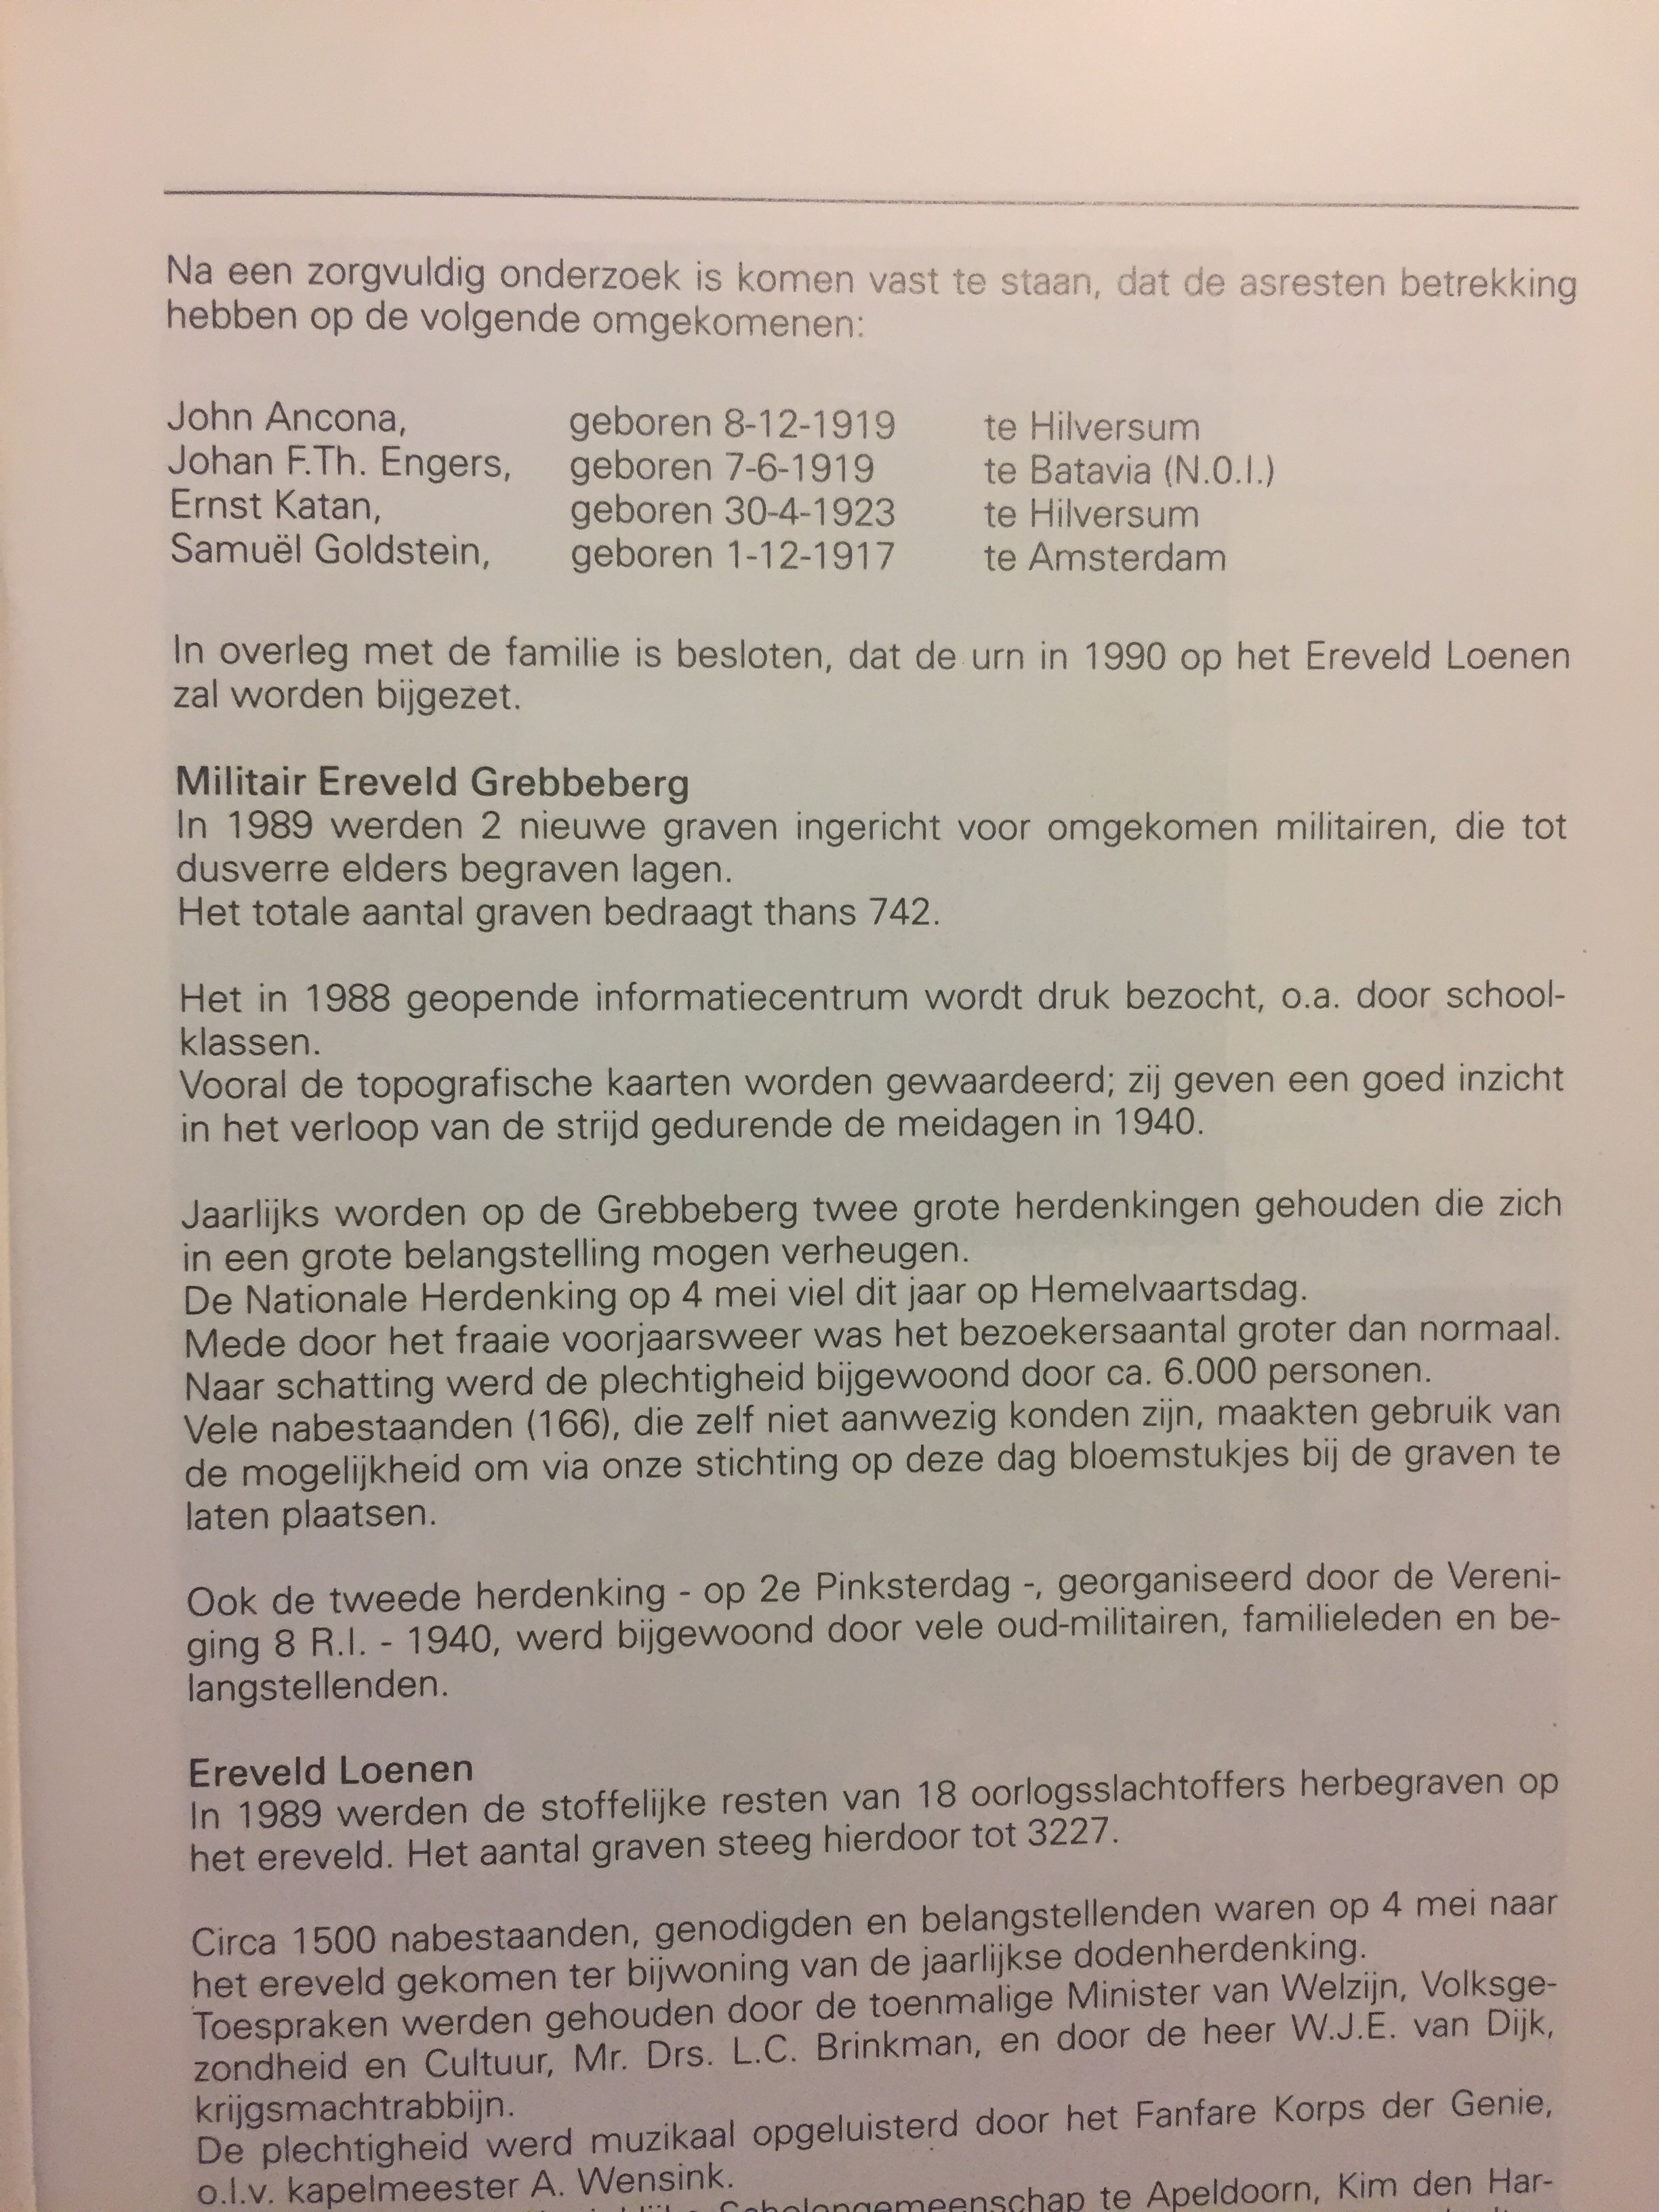 Na een zorgvuldig onderzoek is komen vast te staan, dat de asresten betrekking
hebben op de volgende omgekomenen:
John Ancona, geboren 8-12-1919 te Hilversum
Johan F.Th. Engers, geboren 7-6-1919 te Batavia (N.O.I.)
Ernst Katan, geboren 30-4-1923 te Hilversum
Samuël Goldstein, geboren 1-12-1917 te Amsterdam
In overleg met de familie is besloten, dat de urn in 1990 op het Ereveld Loenen
zal worden bijgezet.
Militair Ereveld Grebbeberg
In 1989 werden 2 nieuwe graven ingericht voor omgekomen militairen, die tot
dusverre elders begraven lagen.
Het totale aantal graven bedraagt thans 742.
Het in 1988 geopende informatiecentrum wordt druk bezocht, o.a. door school-
klassen.
Vooral de topografische kaarten worden gewaardeerd; zij geven een goed inzicht
in het verloop van de strijd gedurende de meidagen in 1940.
Jaarlijks worden op de Grebbeberg twee grote herdenkingen gehouden die zich
in een grote belangstelling mogen verheugen.
De Nationale Herdenking op 4 mei viel dit jaar op Hemelvaartsdag.
Mede door het fraaie voorjaarsweer was het bezoekersaantal groter dan normaal.
Naar schatting werd de plechtigheid bijgewoond door ca. 6.000 personen.
Vele nabestaanden (166), die zelf niet aanwezig konden zijn, maakten gebruik van
de mogelijkheid om via onze stichting op deze dag bloemstukjes bij de graven te
laten plaatsen.
Ook de tweede herdenking - op 2e Pinksterdag -, georganiseerd door de Vereni-
ging 8 R.I. - 1940, werd bijgewoond door vele oud-militairen, familieleden en be-
langstellenden.
Ereveld Loenen
In 1989 werden de stoffelijke resten van 18 oorlogsslachtoffers herbegraven op
het ereveld. Het aantal graven steeg hierdoor tot 3227.
Circa 1500 nabestaanden, genodigden en belangstellenden waren op 4 mei naar
het ereveld gekomen ter bijwoning van de jaarlijkse dodenherdenking.
Toespraken werden gehouden door de toenmalige Minister van Welzijn, Volksge-
zondheid en Cultuur, Mr. Drs. L.C. Brinkman, en door de heer W.J.E. van Dijk,
krijgsmachtrabbijn.
De plechtigheid werd muzikaal opgeluisterd door het Fanfare Korps der Genie,
o.l.v. kapelmeester A. Wensink.
Scholengemeenschap te Apeldoorn, Kim den Har-